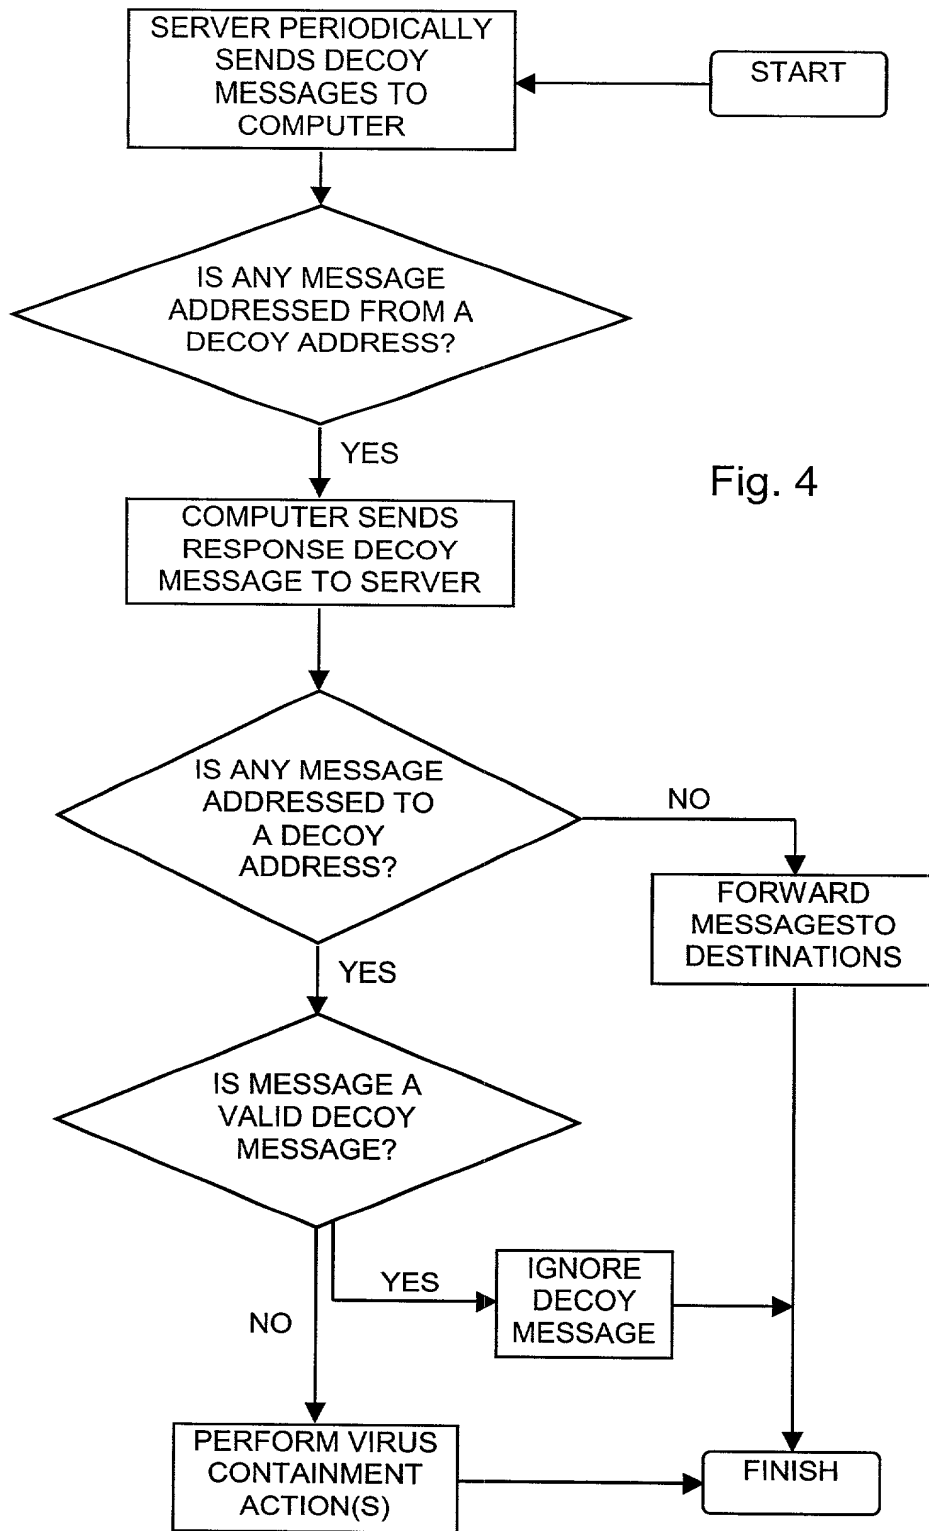 SERVER PERIODICALLY
SENDS DECOY
MESSAGES TO
COMPUTER
START
IS ANY MESSAGE
ADDRESSED FROM A
DECOY ADDRESS?
YES
Fig. 4
COMPUTER SENDS
RESPONSE DECOY
MESSAGE TO SERVER
IS ANY MESSAGE
ADDRESSED TO
A DECOY
ADDRESS?
NO
FORWARD
MESSAGESTO
DESTINATIONS
YES
IS MESSAGE A
VALID DECOY
MESSAGE?
YES
IGNORE
DECOY
MESSAGE
NO
PERFORM VIRUS
CONTAINMENT
ACTION(S)
FINISH